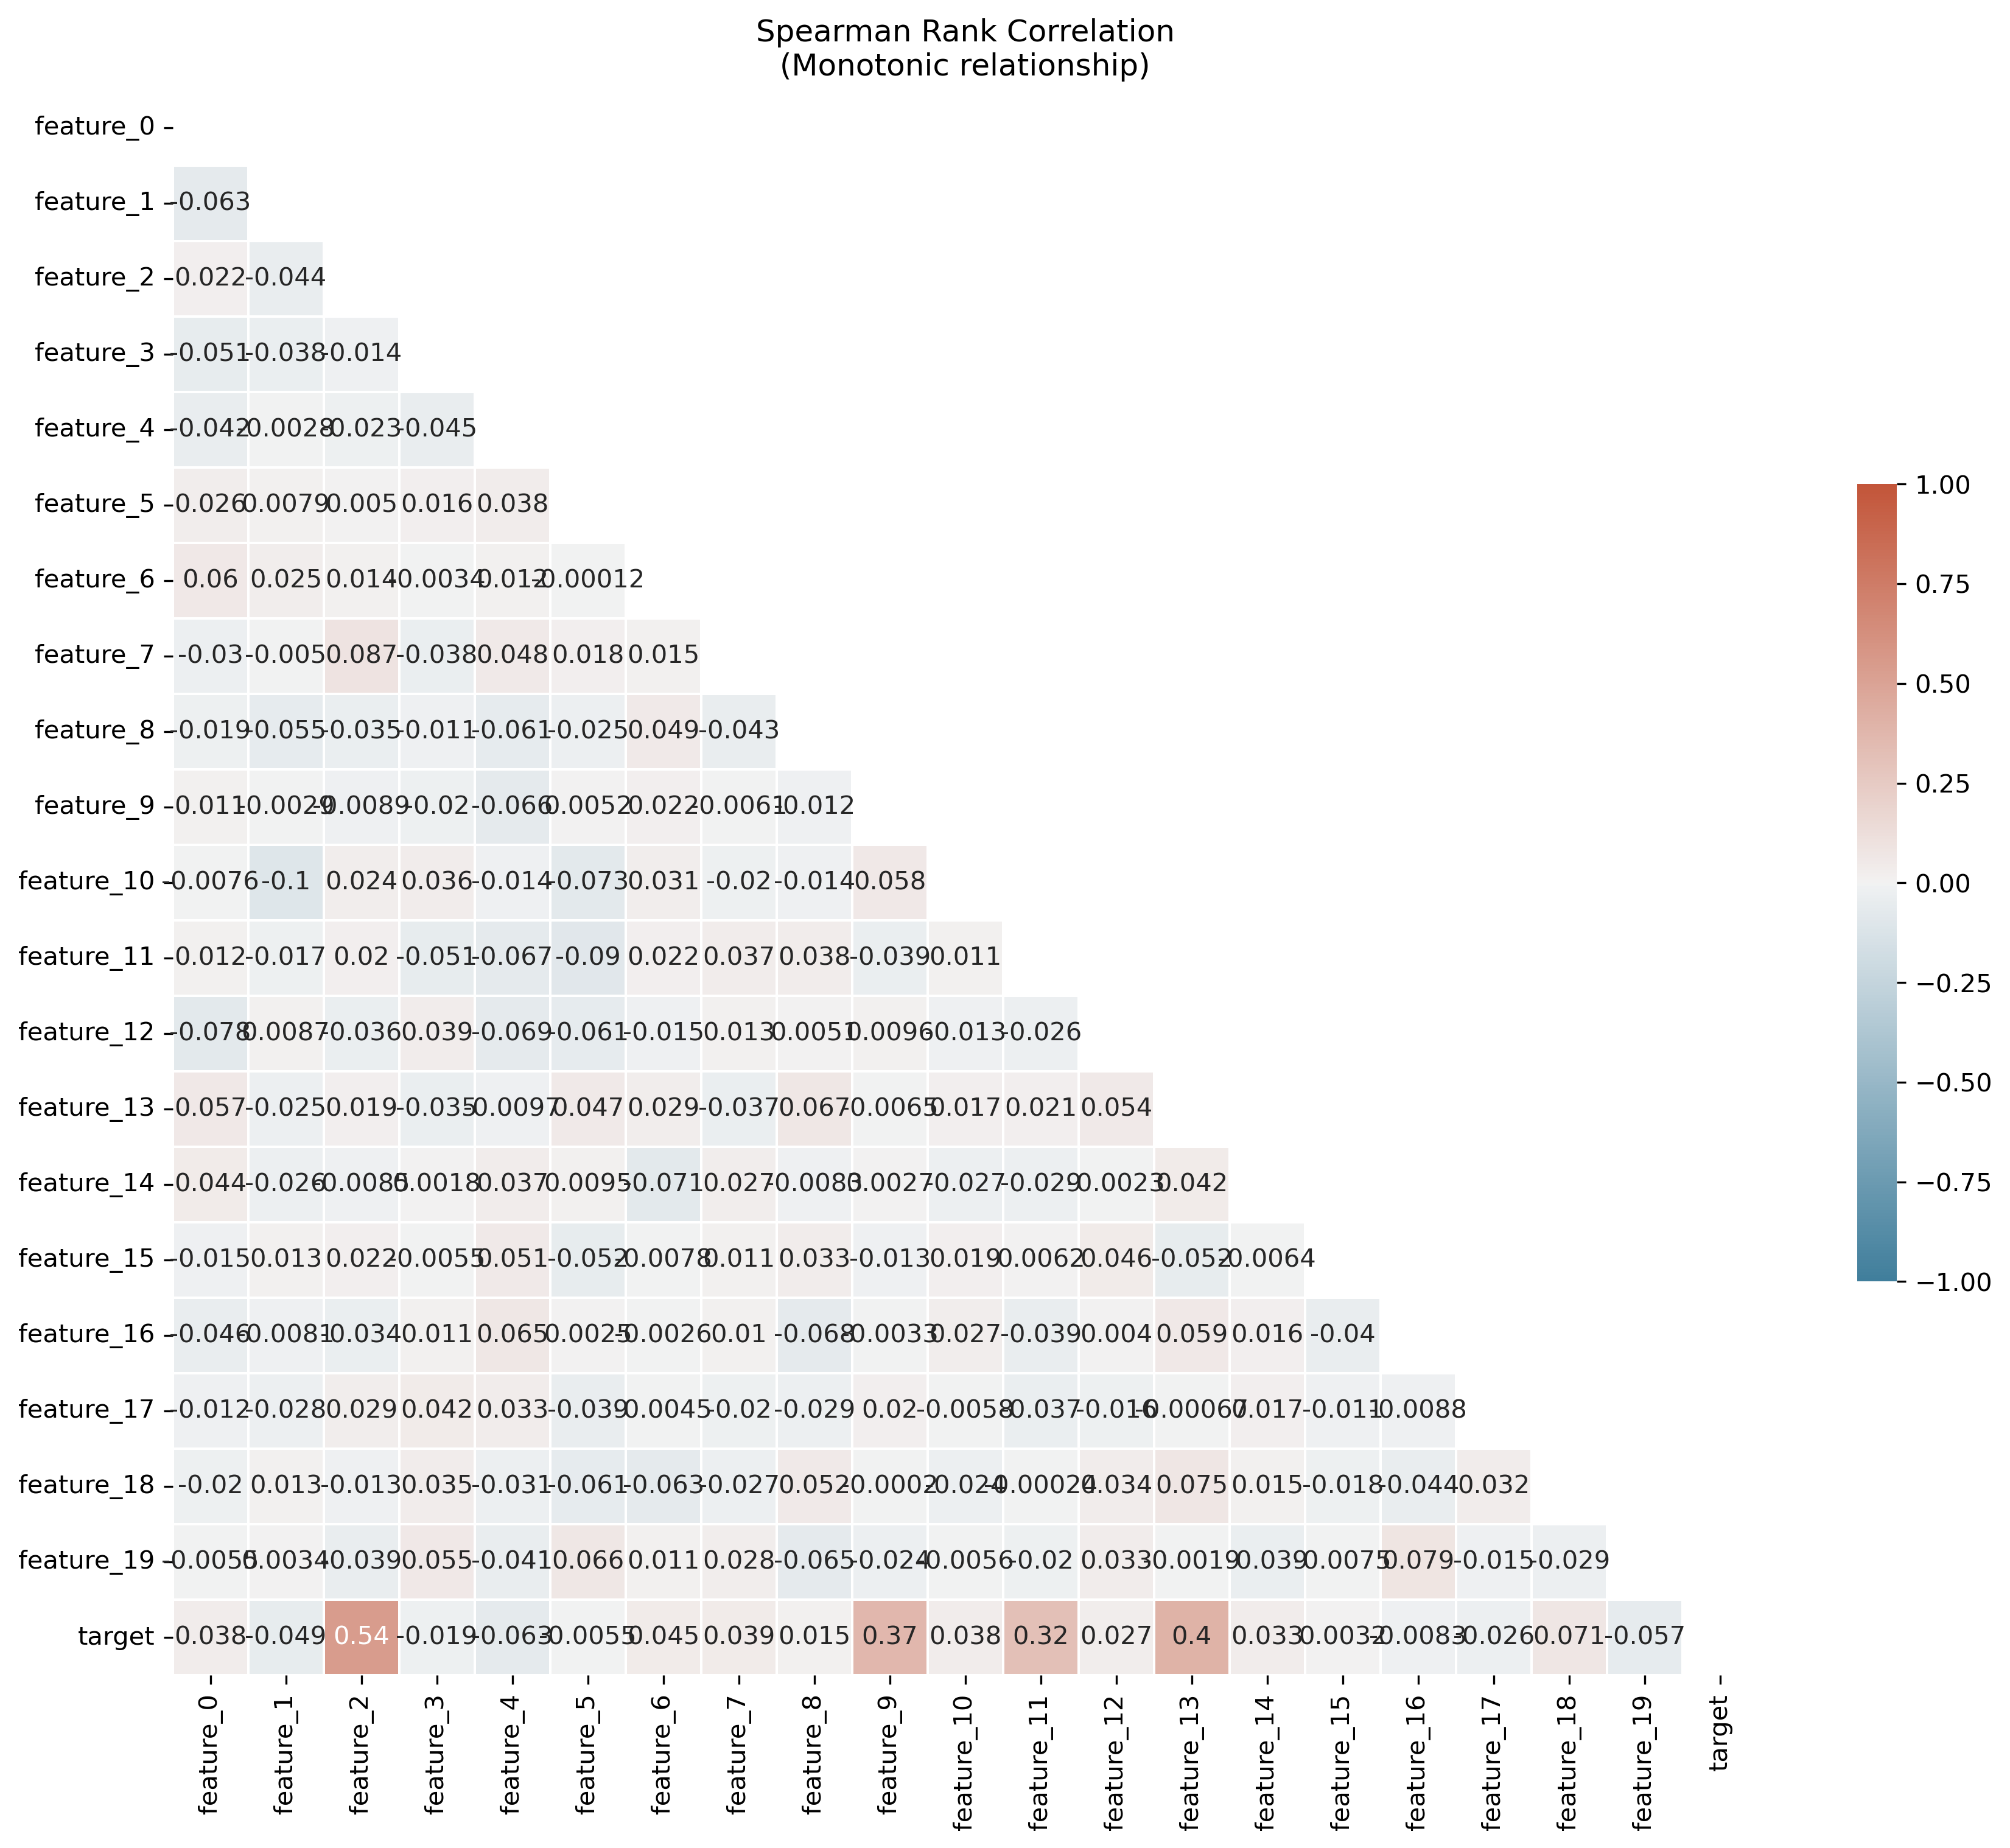 Spearman Rank Correlation
(Monotonic relationship)
feature_0
feature_1 -0.063
feature_2 0.022 -0.044
feature_3 -0.051 -0.038 -0.014
feature_4 -0.042 -0.0028 -0.023 -0.045
feature_5 0.026 0.0079 0.005 0.016 0.038
feature_6 0.06 0.025 0.014 -0.0034 0.012 -0.00012
feature_7 -0.03 -0.005 0.087 -0.038 0.048 0.018 0.015
feature_8 -0.019 -0.055 -0.035 -0.011 -0.061 -0.025 0.049 -0.043
feature_9 0.011 -0.0029 -0.0089 -0.02 -0.066 0.0052 0.022 -0.0061 -0.012
feature_10 -0.0076 -0.1 0.024 0.036 -0.014 -0.073 0.031 -0.02 -0.014 0.058
feature_11 0.012 -0.017 0.02 -0.051 -0.067 -0.09 0.022 0.037 0.038 -0.039 0.011
feature_12 -0.078 0.0087 -0.036 0.039 -0.069 -0.061 -0.015 0.013 0.0051 0.0096 -0.013 -0.026
feature_13 0.057 -0.025 0.019 -0.035 -0.0097 0.047 0.029 -0.037 0.067 -0.0065 0.017 0.021 0.054
feature_14 0.044 -0.026 -0.0085 0.0018 0.037 0.0095 -0.071 0.027 -0.0083 0.0027 -0.027 -0.029 -0.0023 0.042
feature_15 -0.015 0.013 0.022 -0.0055 0.051 -0.052 -0.0078 0.011 0.033 -0.013 0.019 0.0062 0.046 -0.052 -0.0064
feature_16 -0.046 -0.0081 -0.034 0.011 0.065 0.0025 -0.0026 0.01 -0.068 -0.0033 0.027 -0.039 0.004 0.059 0.016 -0.04
feature_17 -0.012 -0.028 0.029 0.042 0.033 -0.039 0.0045 -0.02 -0.029 0.02 -0.0058 -0.037 -0.016 -0.00067 0.017 -0.011 -0.0088
feature_18 -0.02 0.013 -0.013 0.035 -0.031 -0.061 -0.063 -0.027 0.052 -0.0002 -0.024 -0.00024 0.034 0.075 0.015 -0.018 -0.044 0.032
feature_19 -0.0055 0.0034 -0.039 0.055 -0.041 0.066 0.011 0.028 -0.065 -0.024 -0.0056 -0.02 0.033 -0.0019 -0.039 -0.0075 0.079 -0.015 -0.029
target 0.038 -0.049 0.54 -0.019 -0.063 -0.0055 0.045 0.039 0.015 0.37 0.038 0.32 0.027 0.4 0.033 0.0032 -0.0083 -0.026 0.071 -0.057
feature_0
feature_1
feature_2
feature_3
feature_4
feature_5
feature_6
feature_7
feature_8
feature_9
feature_10
feature_11
feature_12
feature_13
feature_14
feature_15
feature_16
feature_17
feature_18
feature_19
target
1.00
0.75
0.50
0.25
0.00
−0.25
−0.50
−0.75
−1.00